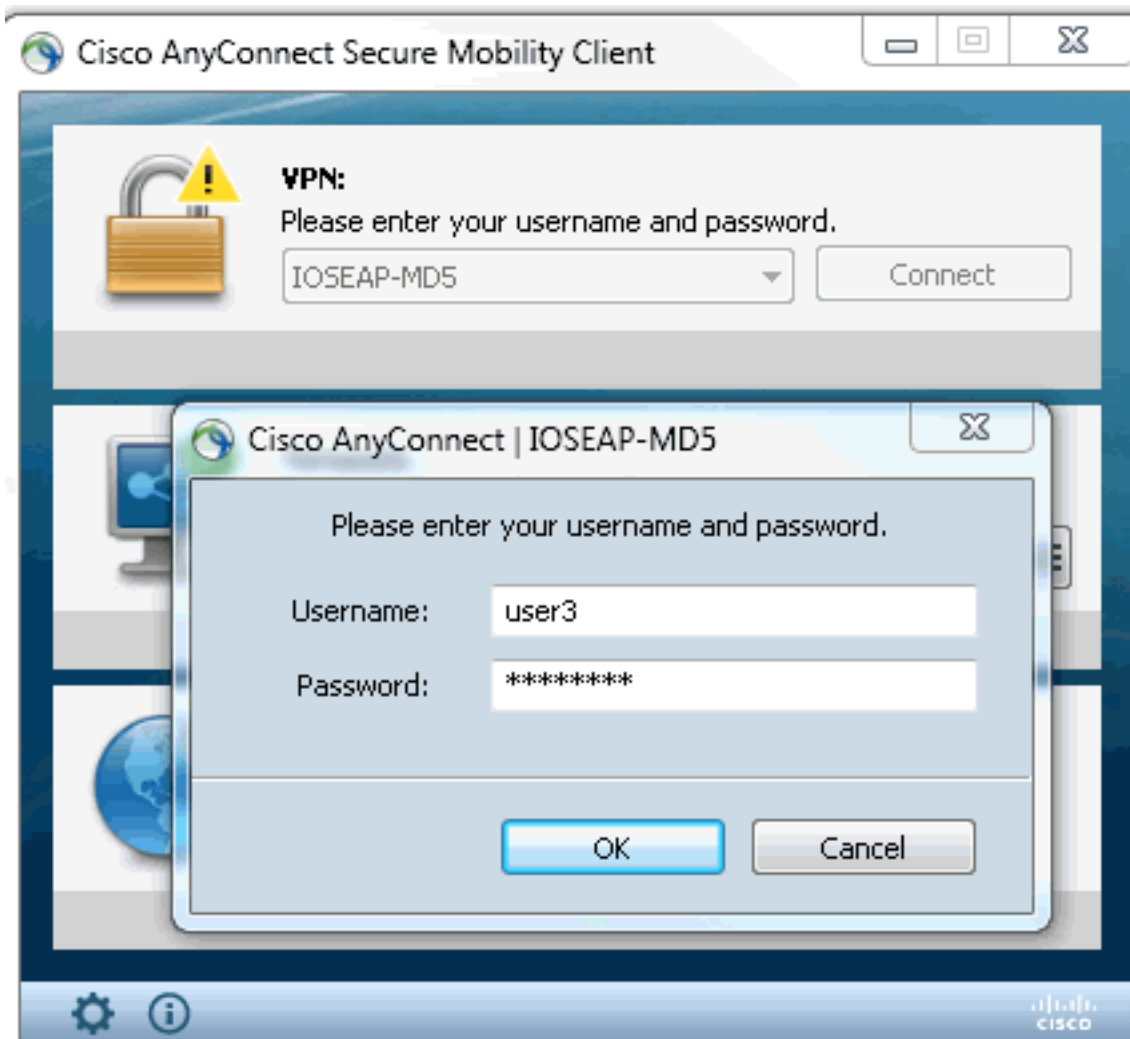 Cisco AnyConnect Secure Mobility Client
VPN:
Please enter your username and password.
IOSEAP-MD5
Connect
Cisco AnyConnect | IOSEAP-MD5
Please enter your username and password.
Username:
user3
Password:
********
OK
Cancel
CISCO